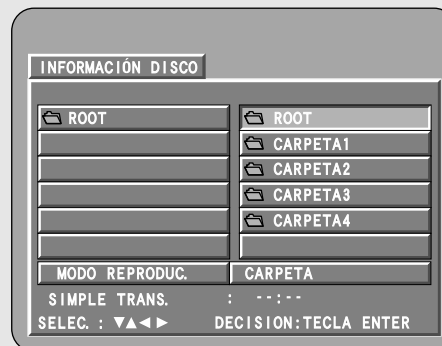 INFORMACIÓN DISCO
ROOT ROOT
CARPETA1
CARPETA2
CARPETA3
CARPETA4
MODO REPRODUC. CARPETA
SIMPLE TRANS. : --:--
SELEC. : ▼▲◀ ▶ DECISION:TECLA ENTER